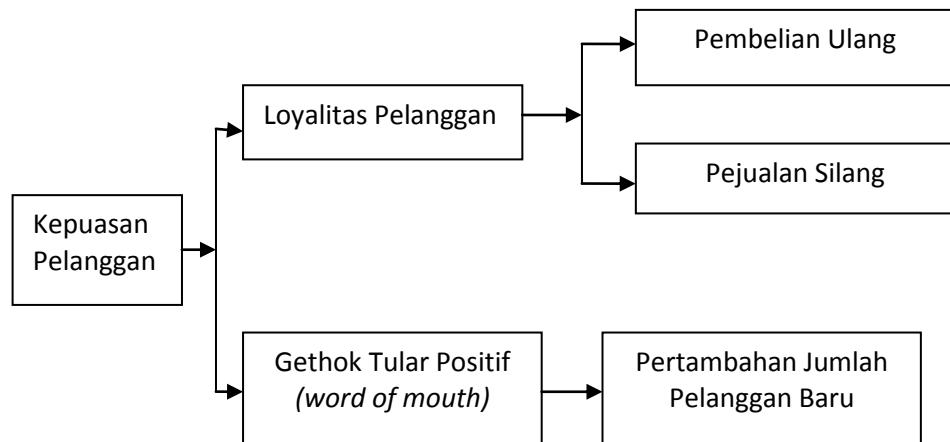 Pembelian Ulang
Loyalitas Pelanggan
Pejualan Silang
Kepuasan
Pelanggan
Gethok Tular Positif
(word of mouth)
Pertambahan Jumlah
Pelanggan Baru